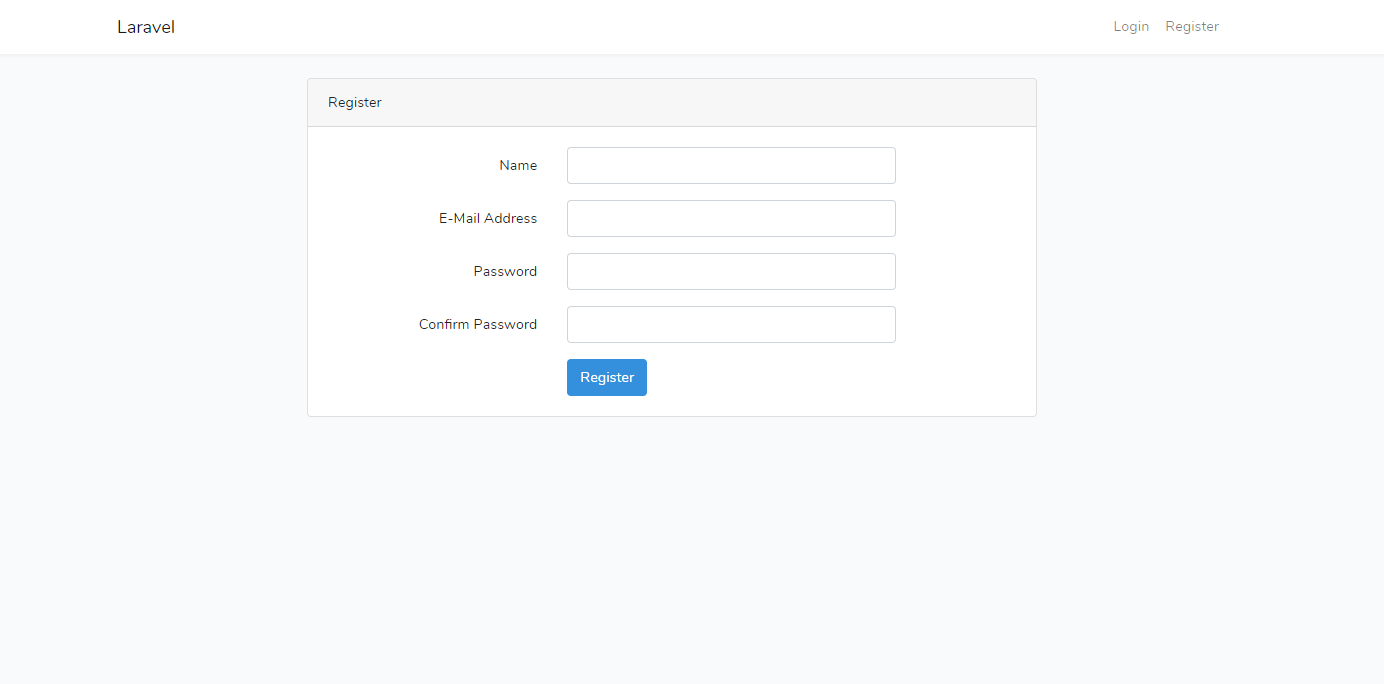 Laravel
Login Register
Register
Name
E-Mail Address
Password
Confirm Password
Register